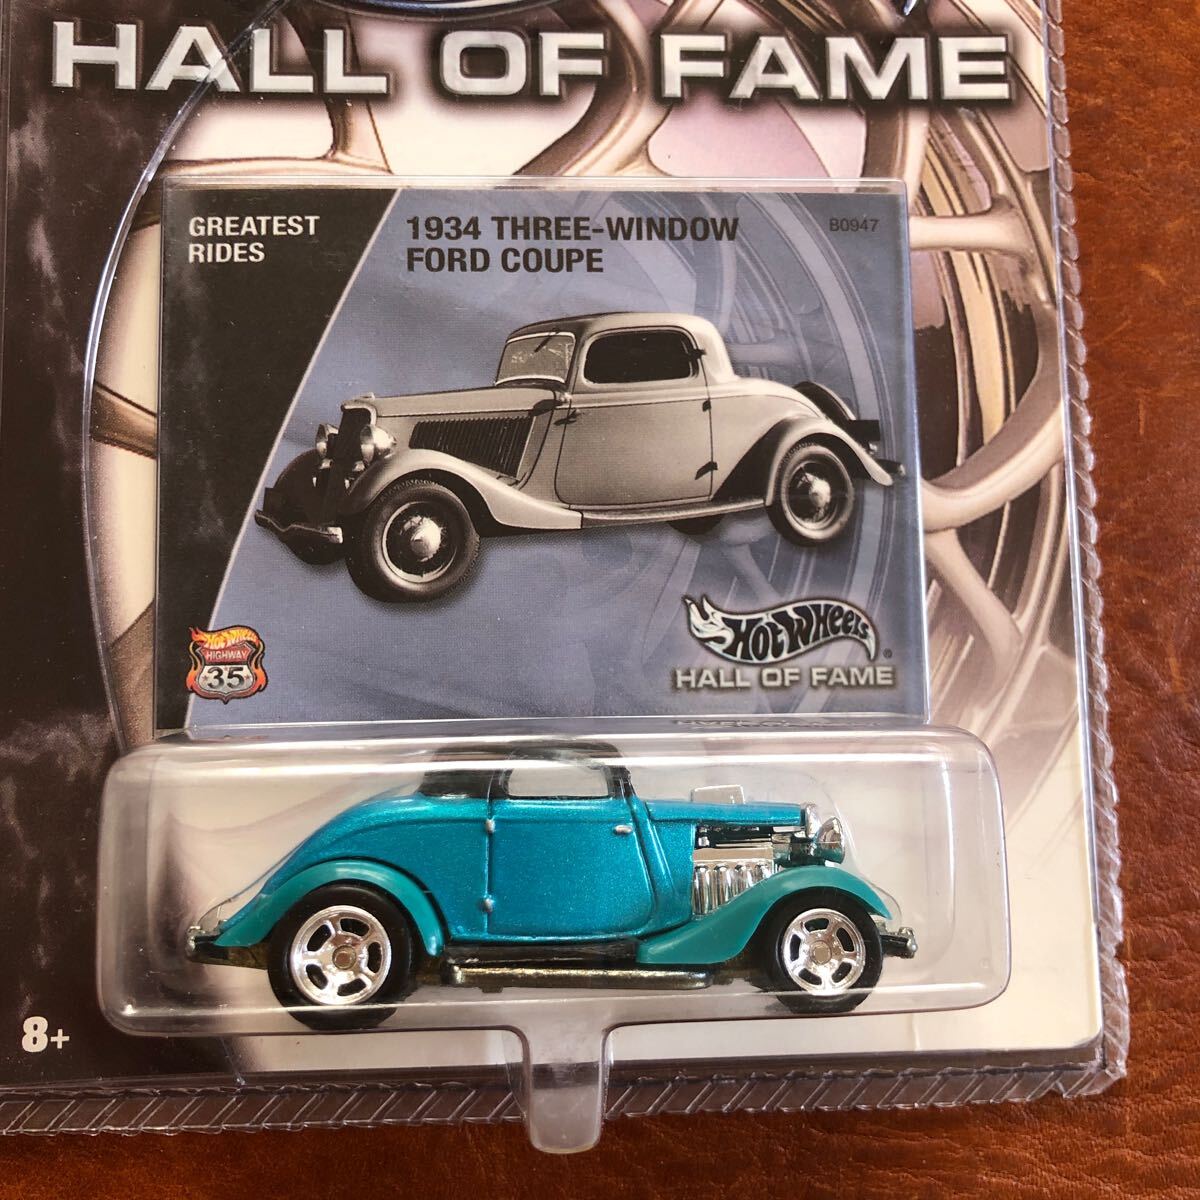 HALL OF FAME
GREATEST
RIDES
1934 THREE-WINDOW
FORD COUPE
B0947
Hot Wheels
HIGHWAY
35
Hot Wheels®
HALL OF FAME
8+